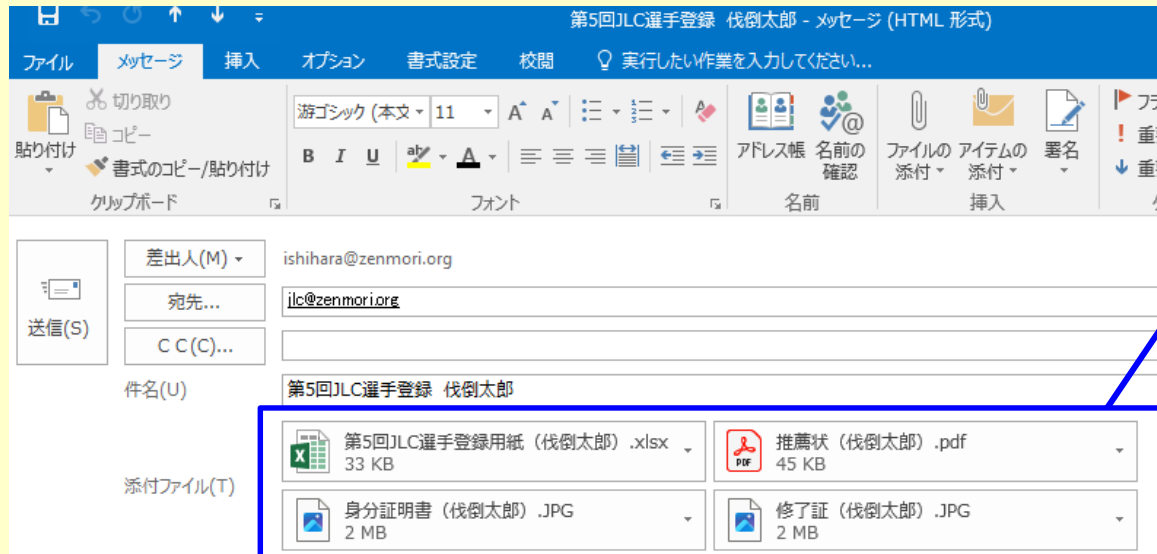 第5回JLC選手登録 伐倒太郎 - メッセージ (HTML 形式)
ファイル メッセージ 挿入 オプション 書式設定 校閲 実行したい作業を入力してください...
切り取り
コピー
貼り付け
書式のコピー/貼り付け
クリップボード
游ゴシック (本文 11
B I U
フォント
アドレス帳 名前の確認
名前
ファイルの添付 アイテムの添付 署名
挿入
差出人(M) ishihara@zenmori.org
宛先... jlc@zenmori.org
送信(S)
C C(C)...
件名(U) 第5回JLC選手登録 伐倒太郎
添付ファイル(T)
第5回JLC選手登録用紙（伐倒太郎）.xlsx
33 KB
推薦状（伐倒太郎）.pdf
45 KB
身分証明書（伐倒太郎）.JPG
2 MB
修了証（伐倒太郎）.JPG
2 MB